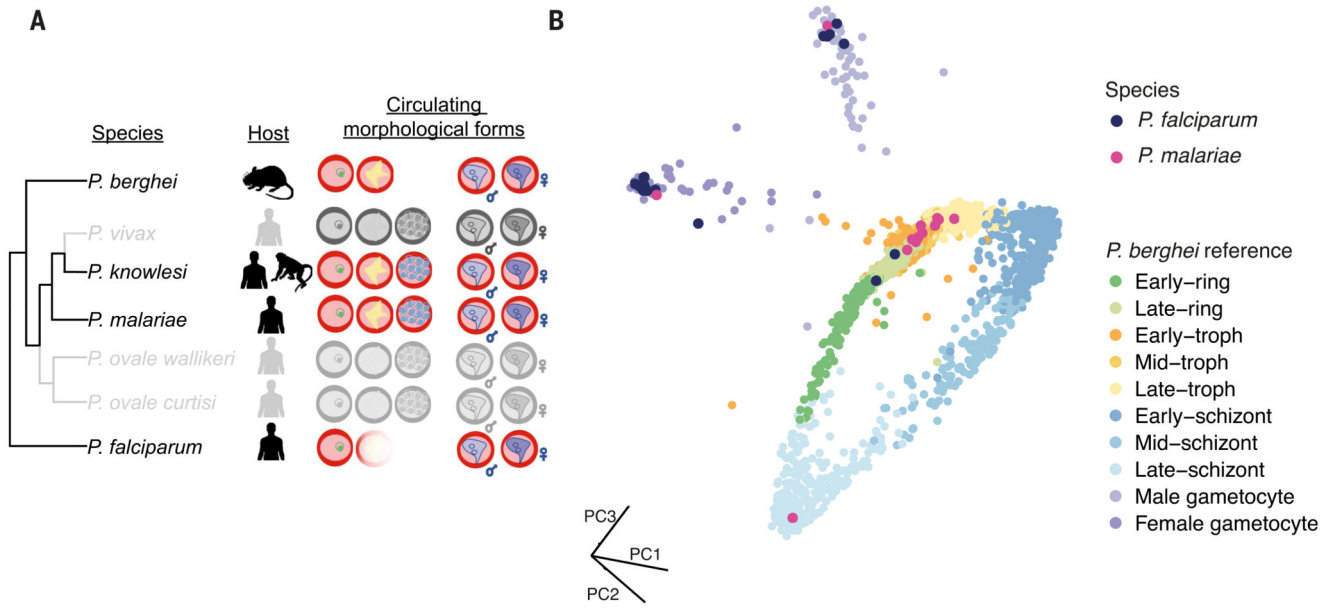 A
Species
Host
Circulating
morphological forms
P. berghei
P. vivax
P. knowlesi
P. malariae
P. ovale wallikeri
P. ovale curtisi
P. falciparum
♂ ♀
♂ ♀
♂ ♀
♂ ♀
♂ ♀
♂ ♀
♂ ♀
B
PC3
PC1
PC2
Species
P. falciparum
P. malariae
P. berghei reference
Early−ring
Late−ring
Early−troph
Mid−troph
Late−troph
Early−schizont
Mid−schizont
Late−schizont
Male gametocyte
Female gametocyte